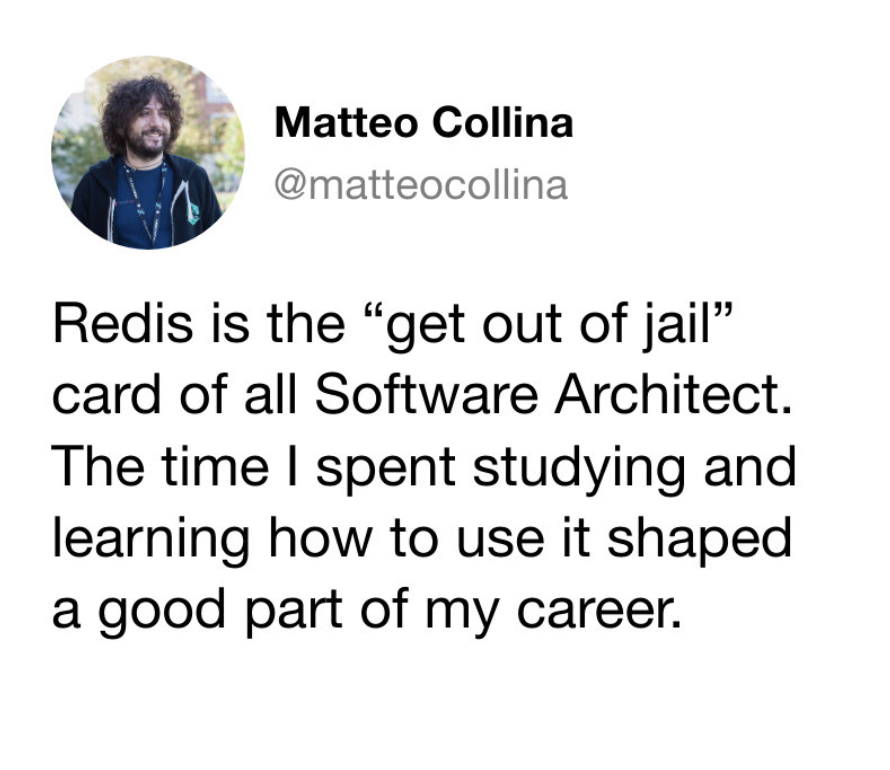 Matteo Collina
@matteocollina
Redis is the “get out of jail”
card of all Software Architect.
The time I spent studying and
learning how to use it shaped
a good part of my career.